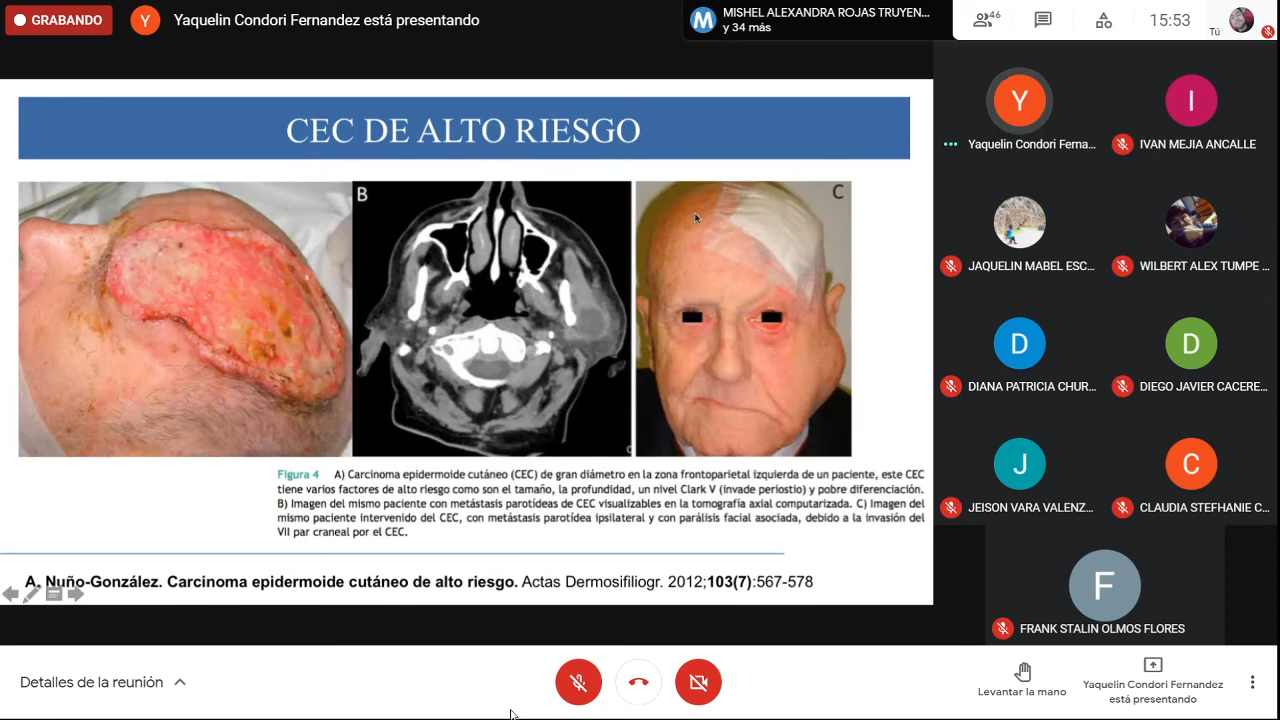 GRABANDO
Y
Yaquelin Condori Fernandez está presentando
M
MISHEL ALEXANDRA ROJAS TRUYEN...
y 34 más
46
15:53
Tú
CEC DE ALTO RIESGO
B
C
Figura 4 A) Carcinoma epidermoide cutáneo (CEC) de gran diámetro en la zona frontoparietal izquierda de un paciente, este CEC
tiene varios factores de alto riesgo como son el tamaño, la profundidad, un nivel Clark V (invade periostio) y pobre diferenciación.
B) Imagen del mismo paciente con metástasis parotídeas de CEC visualizables en la tomografía axial computarizada. C) Imagen del
mismo paciente intervenido del CEC, con metástasis parotídea ipsilateral y con parálisis facial asociada, debido a la invasión del
VII par craneal por el CEC.
A. Nuño-González. Carcinoma epidermoide cutáneo de alto riesgo. Actas Dermosifiliogr. 2012;103(7):567-578
Y
Yaquelin Condori Ferna...
I
IVAN MEJIA ANCALLE
JAQUELIN MABEL ESC...
WILBERT ALEX TUMPE ...
D
DIANA PATRICIA CHUR...
D
DIEGO JAVIER CACERE...
J
JEISON VARA VALENZ...
C
CLAUDIA STEFHANIE C...
F
FRANK STALIN OLMOS FLORES
Detalles de la reunión
Levantar la mano
Yaquelin Condori Fernandez
está presentando